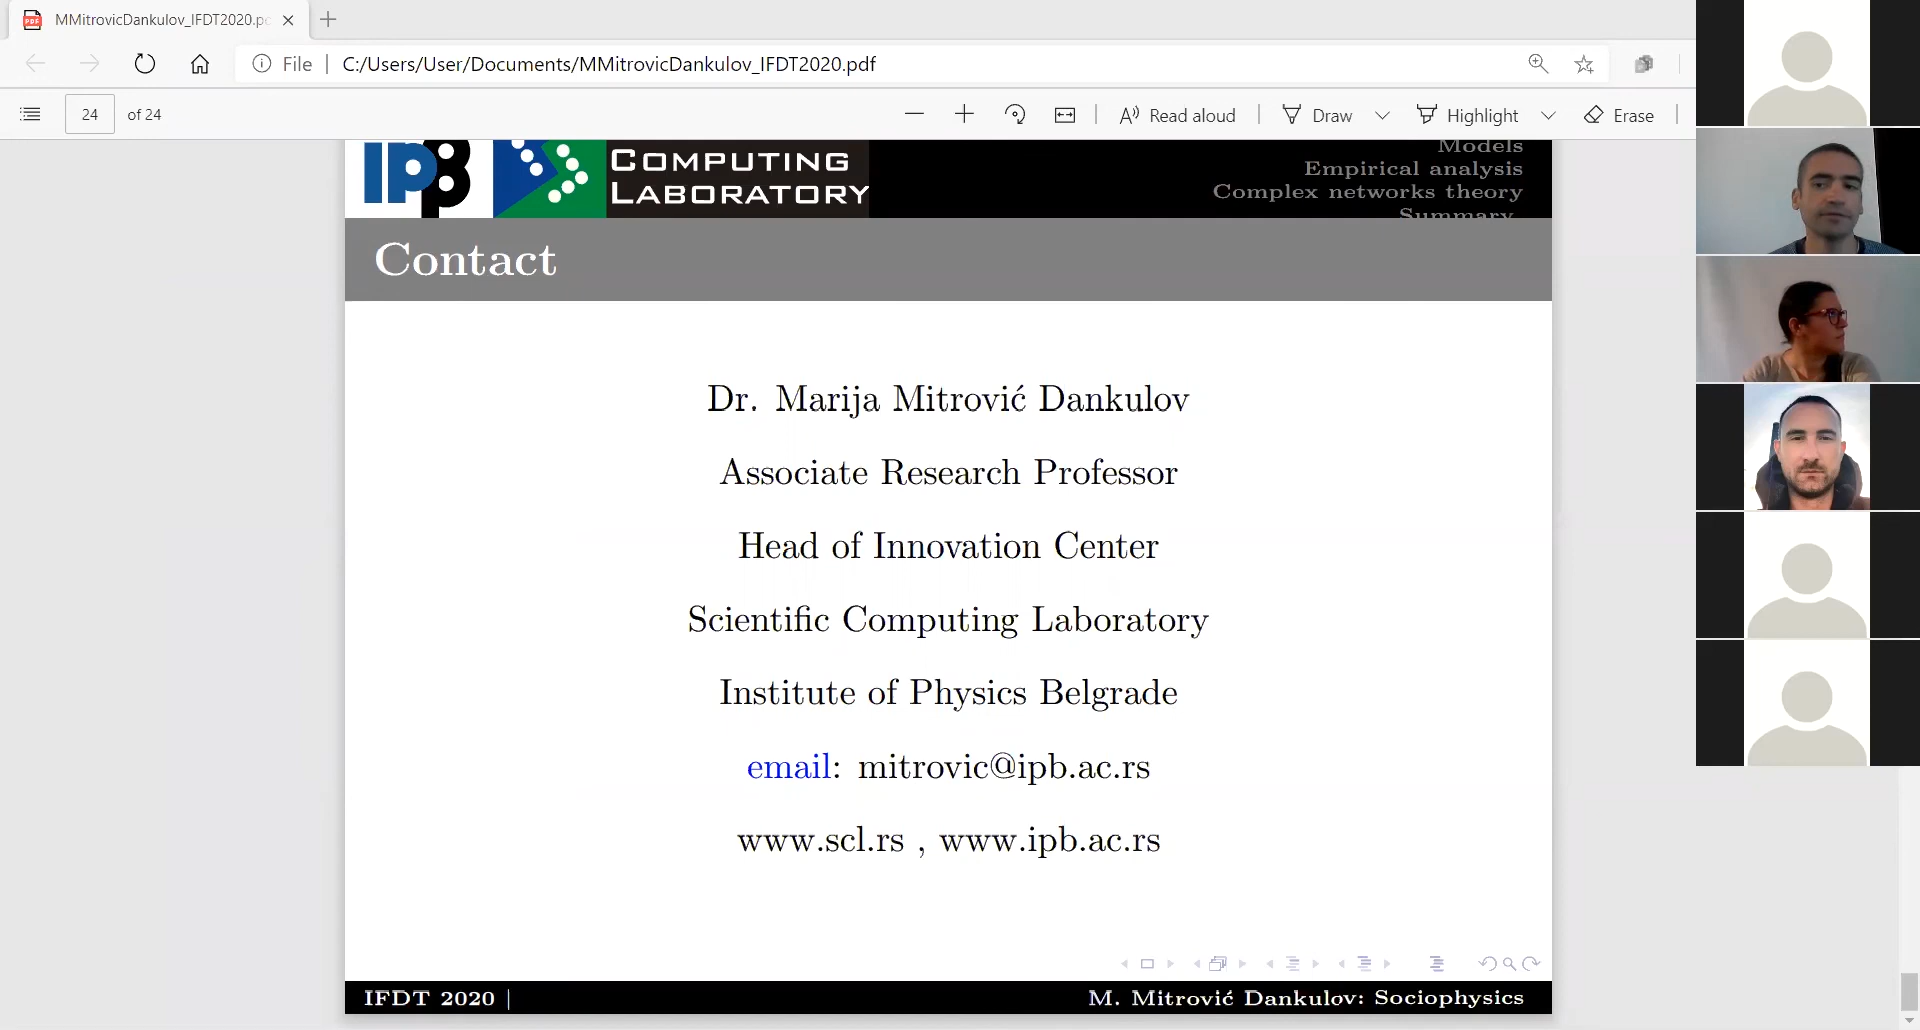 MMitrovicDankulov_IFDT2020.pd
File
C:/Users/User/Documents/MMitrovicDankulov_IFDT2020.pdf
24 of 24
Read aloud
Draw
Highlight
Erase
IPB
COMPUTING
LABORATORY
Models
Empirical analysis
Complex networks theory
Summary
Contact
Dr. Marija Mitrović Dankulov
Associate Research Professor
Head of Innovation Center
Scientific Computing Laboratory
Institute of Physics Belgrade
email: mitrovic@ipb.ac.rs
www.scl.rs , www.ipb.ac.rs
IFDT 2020 |
M. Mitrović Dankulov: Sociophysics